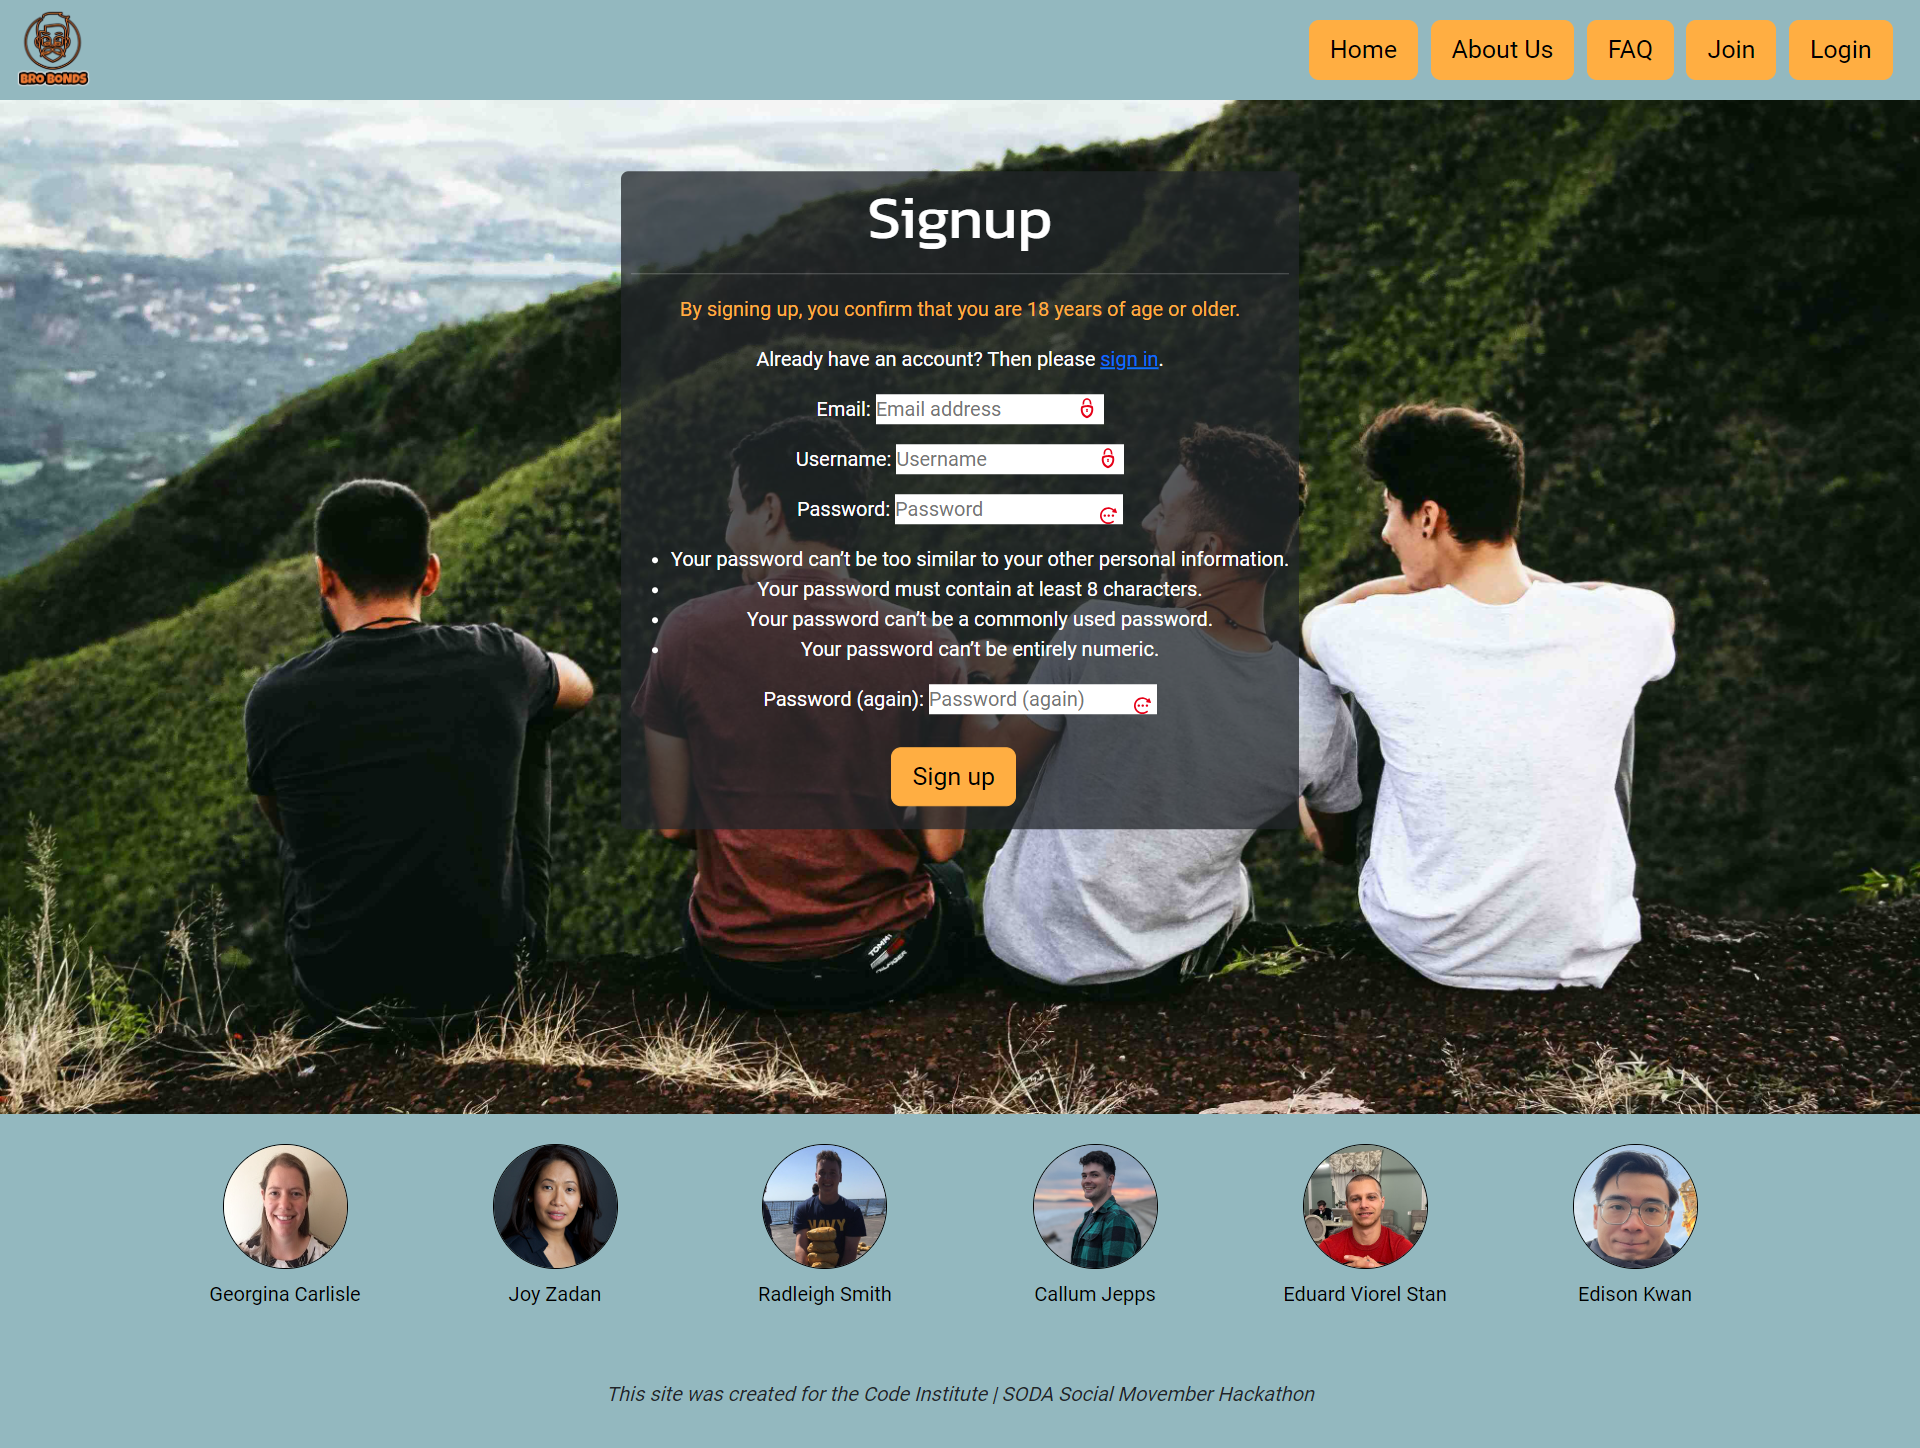 BRO BONDS
Home
About Us
FAQ
Join
Login
Signup
By signing up, you confirm that you are 18 years of age or older.
Already have an account? Then please sign in.
Email: Email address
Username: Username
Password: Password
• Your password can’t be too similar to your other personal information.
• Your password must contain at least 8 characters.
• Your password can’t be a commonly used password.
• Your password can’t be entirely numeric.
Password (again): Password (again)
Sign up
TOMMY
HILFIGER
NAVY
Georgina Carlisle
Joy Zadan
Radleigh Smith
Callum Jepps
Eduard Viorel Stan
Edison Kwan
This site was created for the Code Institute | SODA Social Movember Hackathon